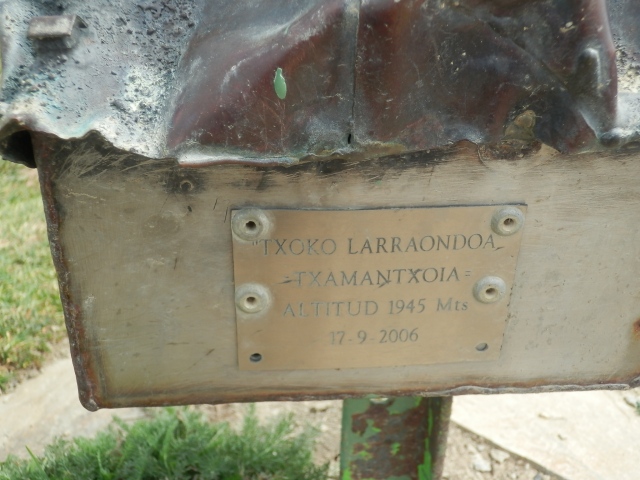 "TXOKO LARRAONDOA
=TXAMANTXOIA=
ALTITUD 1945 Mts
17-9-2006